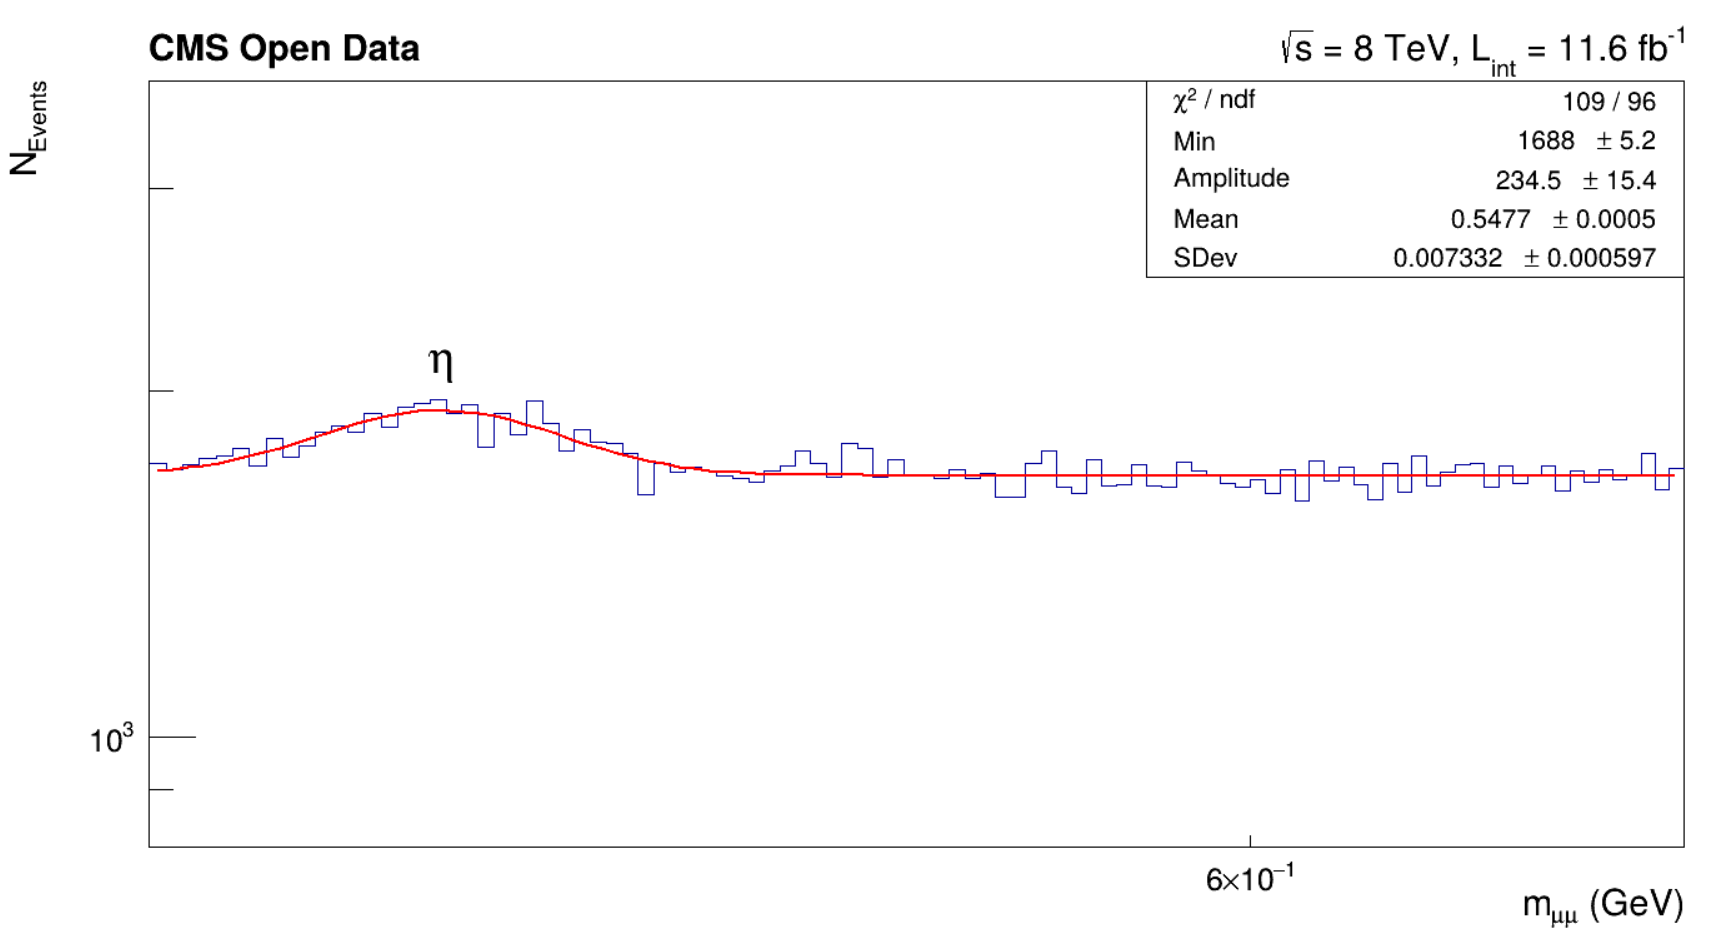 CMS Open Data
√s = 8 TeV, L_int = 11.6 fb^-1
N_Events
χ² / ndf 109 / 96
Min 1688 ± 5.2
Amplitude 234.5 ± 15.4
Mean 0.5477 ± 0.0005
SDev 0.007332 ± 0.000597
η
10³
6×10⁻¹
m_μμ (GeV)